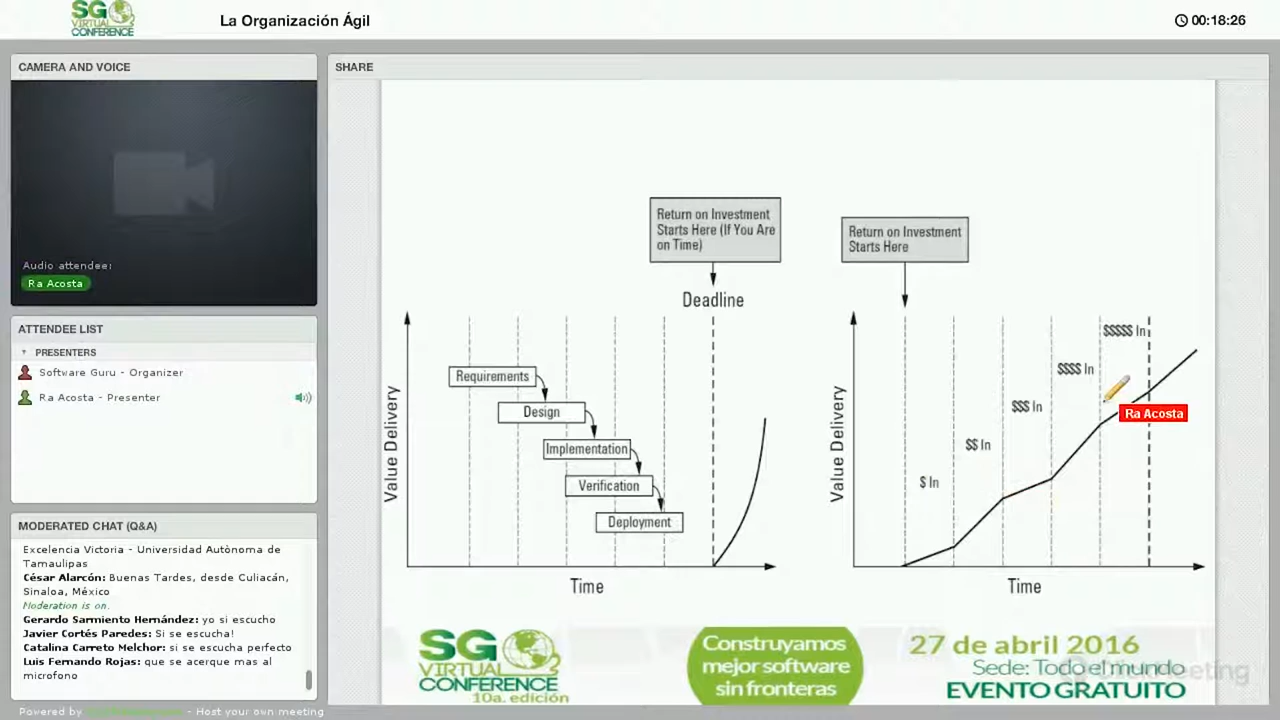 SG
VIRTUAL
CONFERENCE
La Organización Ágil
00:18:26
CAMERA AND VOICE
Audio attendee:
Ra Acosta
ATTENDEE LIST
PRESENTERS
Software Guru - Organizer
Ra Acosta - Presenter
MODERATED CHAT (Q&A)
Excelencia Victoria - Universidad Autònoma de
Tamaulipas
César Alarcón: Buenas Tardes, desde Culiacán,
Sinaloa, México
Moderation is on.
Gerardo Sarmiento Hernández: yo si escucho
Javier Cortés Paredes: Si se escucha!
Catalina Carreto Melchor: si se escucha perfecto
Luis Fernando Rojas: que se acerque mas al
microfono
Powered by - Host your own meeting
SHARE
Return on Investment
Starts Here (If You Are
on Time)
Deadline
Requirements
Design
Implementation
Verification
Deployment
Value Delivery
Time
Return on Investment
Starts Here
$ In
$$ In
$$$ In
$$$$ In
$$$$$ In
Ra Acosta
Value Delivery
Time
SG
VIRTUAL
CONFERENCE
10a. edición
Construyamos
mejor software
sin fronteras
27 de abril 2016
Sede: Todo el mundo
EVENTO GRATUITO